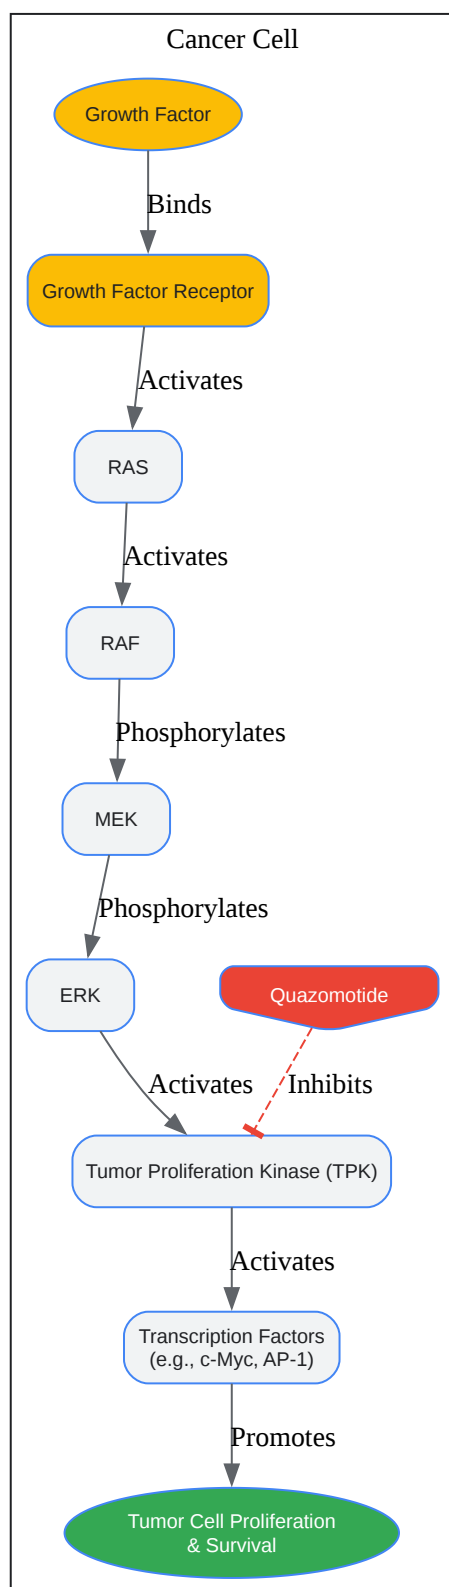 Cancer Cell
Growth Factor
Binds
Growth Factor Receptor
Activates
RAS
Activates
RAF
Phosphorylates
MEK
Phosphorylates
ERK
Quazomotide
Activates
Inhibits
Tumor Proliferation Kinase (TPK)
Activates
Transcription Factors
(e.g., c-Myc, AP-1)
Promotes
Tumor Cell Proliferation
& Survival